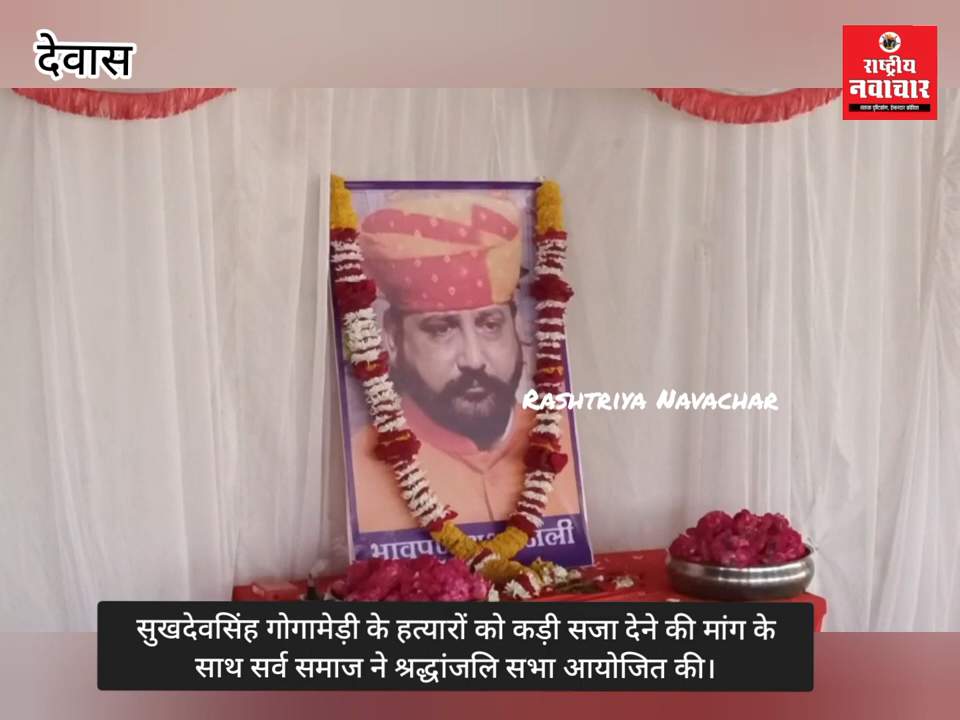 देवास
राष्ट्रीय
नवाचार
RASHTRIYA NAVACHAR
सुखदेवसिंह गोगामेड़ी के हत्यारों को कड़ी सजा देने की मांग के
साथ सर्व समाज ने श्रद्धांजलि सभा आयोजित की।